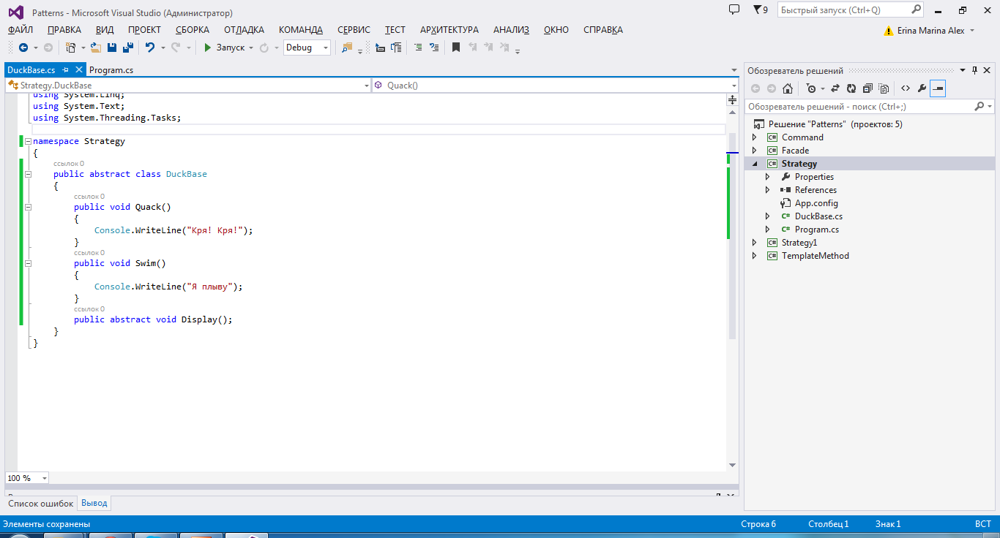 Patterns - Microsoft Visual Studio (Администратор)
9
Быстрый запуск (Ctrl+Q)
ФАЙЛ ПРАВКА ВИД ПРОЕКТ СБОРКА ОТЛАДКА КОМАНДА СЕРВИС ТЕСТ АРХИТЕКТУРА АНАЛИЗ ОКНО СПРАВКА
Erina Marina Alex
Запуск Debug
DuckBase.cs Program.cs
Strategy.DuckBase Quack()
using System.Linq;
using System.Text;
using System.Threading.Tasks;
namespace Strategy
{
ссылок 0
public abstract class DuckBase
{
ссылок 0
public void Quack()
{
Console.WriteLine("Кря! Кря!");
}
ссылок 0
public void Swim()
{
Console.WriteLine("Я плыву");
}
ссылок 0
public abstract void Display();
}
}
100 %
Список ошибок Вывод
Обозреватель решений
Обозреватель решений - поиск (Ctrl+;)
Решение "Patterns" (проектов: 5)
C# Command
C# Facade
C# Strategy
Properties
References
App.config
C# DuckBase.cs
C# Program.cs
C# Strategy1
C# TemplateMethod
Элементы сохранены Строка 6 Столбец 1 Знак 1 ВСТ